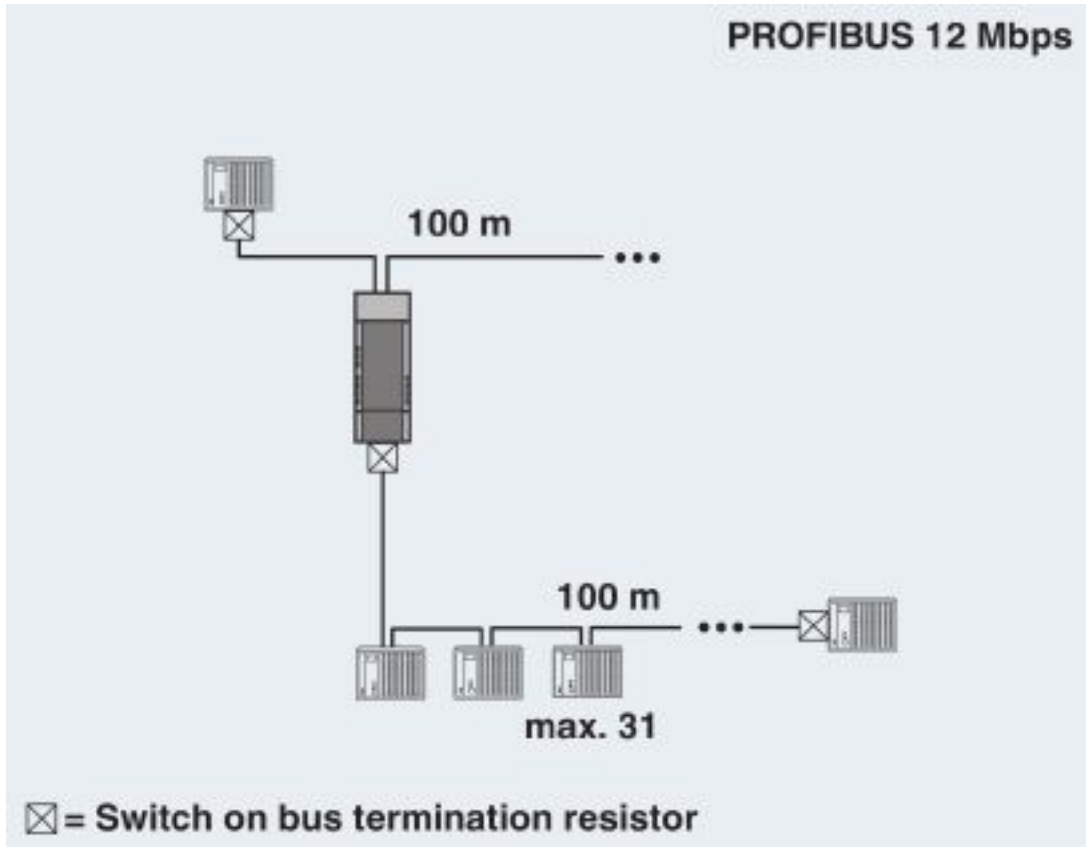 PROFIBUS 12 Mbps
100 m
100 m
max. 31
= Switch on bus termination resistor